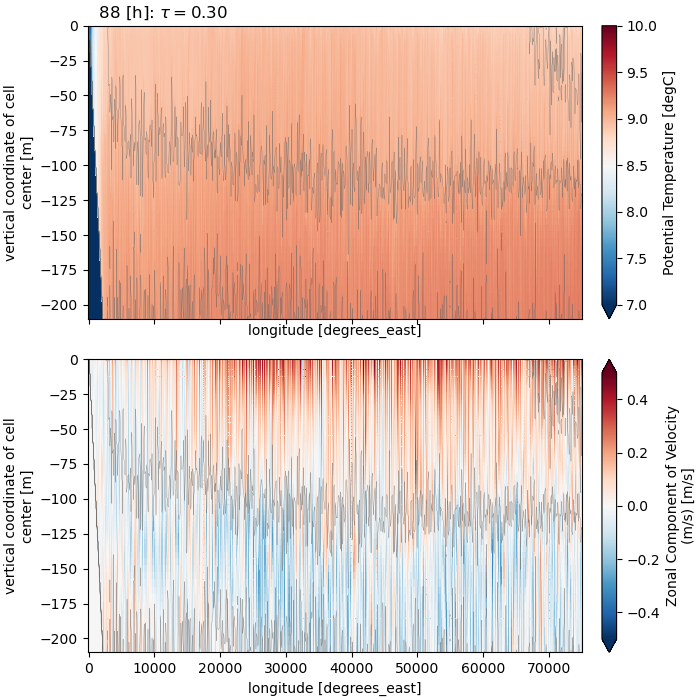 88 [h]: τ = 0.30
0
−25
−50
−75
−100
−125
−150
−175
−200
vertical coordinate of cell
center [m]
longitude [degrees_east]
10.0
9.5
9.0
8.5
8.0
7.5
7.0
Potential Temperature [degC]
0
−25
−50
−75
−100
−125
−150
−175
−200
vertical coordinate of cell
center [m]
0 10000 20000 30000 40000 50000 60000 70000
longitude [degrees_east]
0.4
0.2
0.0
−0.2
−0.4
Zonal Component of Velocity
(m/s) [m/s]